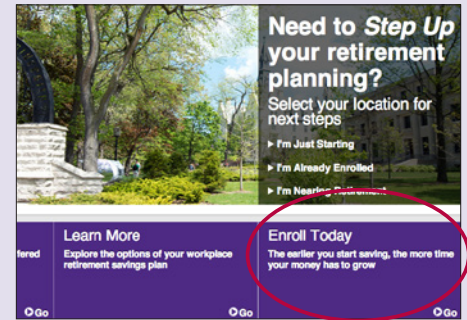 Need to Step Up
your retirement
planning?
Select your location for
next steps
I'm Just Starting
I'm Already Enrolled
I'm Nearing Retirement
fered
Go
Learn More
Explore the options of your workplace
retirement savings plan
Go
Enroll Today
The earlier you start saving, the more time
your money has to grow
Go